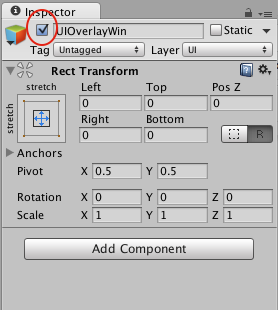 Inspector
UIOverlayWin Static
Tag Untagged Layer UI
Rect Transform
stretch Left Top Pos Z
stretch 0 0 0
Right Bottom
0 0 R
Anchors
Pivot X 0.5 Y 0.5
Rotation X 0 Y 0 Z 0
Scale X 1 Y 1 Z 1
Add Component